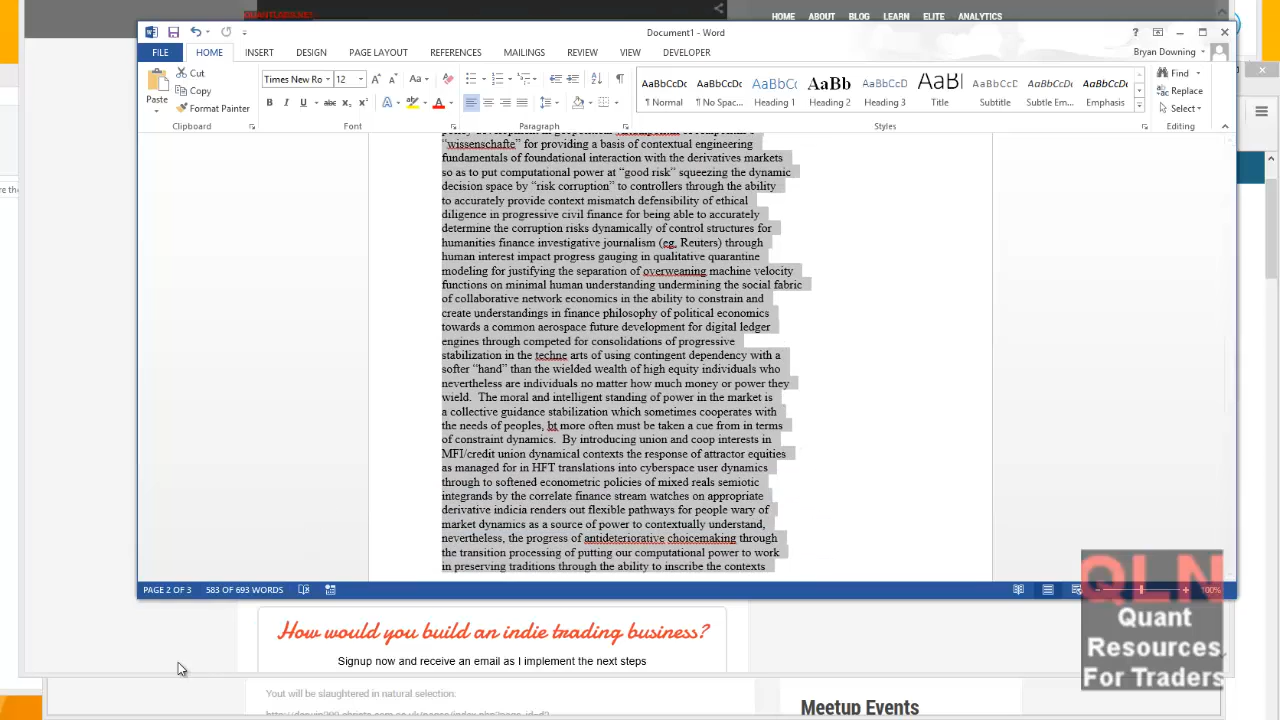 QUANTLABS.NET
HOME ABOUT BLOG LEARN ELITE ANALYTICS
Document1 - Word
FILE HOME INSERT DESIGN PAGE LAYOUT REFERENCES MAILINGS REVIEW VIEW DEVELOPER
Bryan Downing
Paste
Cut
Copy
Format Painter
Times New Ro 12
AaBbCcDc AaBbCcDc AaBbCc AaBb AaBbCcD AaB AaBbCcD AaBbCcDc AaBbCcDc
¶ Normal ¶ No Spac... Heading 1 Heading 2 Heading 3 Title Subtitle Subtle Em... Emphasis
Find
Replace
Select
Clipboard Font Paragraph Styles Editing
"wissenschafte" for providing a basis of contextual engineering
fundamentals of foundational interaction with the derivatives markets
so as to put computational power at "good risk" squeezing the dynamic
decision space by "risk corruption" to controllers through the ability
to accurately provide context mismatch defensibility of ethical
diligence in progressive civil finance for being able to accurately
determine the corruption risks dynamically of control structures for
humanities finance investigative journalism (eg, Reuters) through
human interest impact progress gauging in qualitative quarantine
modeling for justifying the separation of overweaning machine velocity
functions on minimal human understanding undermining the social fabric
of collaborative network economics in the ability to constrain and
create understandings in finance philosophy of political economics
towards a common aerospace future development for digital ledger
engines through competed for consolidations of progressive
stabilization in the techne arts of using contingent dependency with a
softer "hand" than the wielded wealth of high equity individuals who
nevertheless are individuals no matter how much money or power they
wield.  The moral and intelligent standing of power in the market is
a collective guidance stabilization which sometimes cooperates with
the needs of peoples, bt more often must be taken a cue from in terms
of constraint dynamics.  By introducing union and coop interests in
MFI/credit union dynamical contexts the response of attractor equities
as managed for in HFT translations into cyberspace user dynamics
through to softened econometric policies of mixed reals semiotic
integrands by the correlate finance stream watches on appropriate
derivative indicia renders out flexible pathways for people wary of
market dynamics as a source of power to contextually understand,
nevertheless, the progress of antideteriorative choicemaking through
the transition processing of putting our computational power to work
in preserving traditions through the ability to inscribe the contexts
PAGE 2 OF 3 583 OF 693 WORDS
100%
QLN
Quant
Resources
For Traders
How would you build an indie trading business?
Signup now and receive an email as I implement the next steps
Yout will be slaughtered in natural selection:
Meetup Events